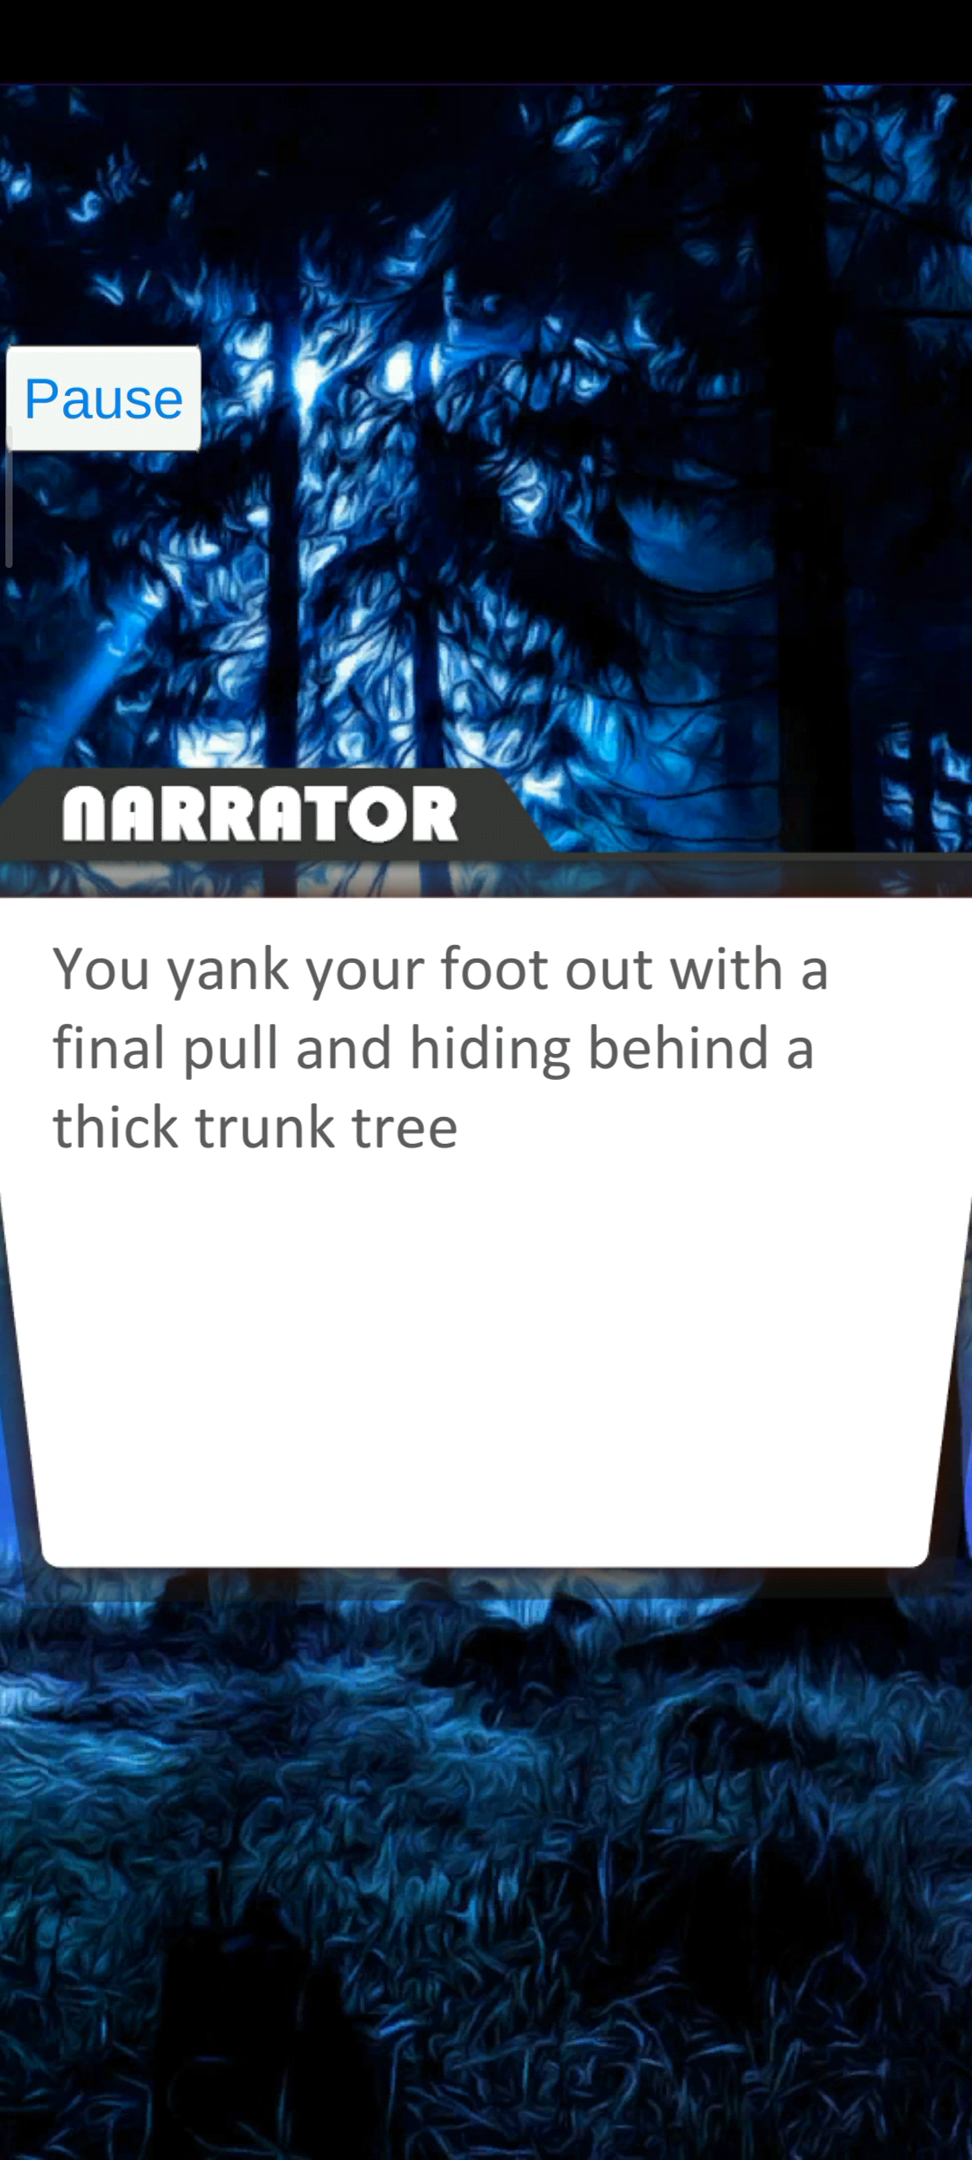 Pause
NARRATOR
You yank your foot out with a
final pull and hiding behind a
thick trunk tree